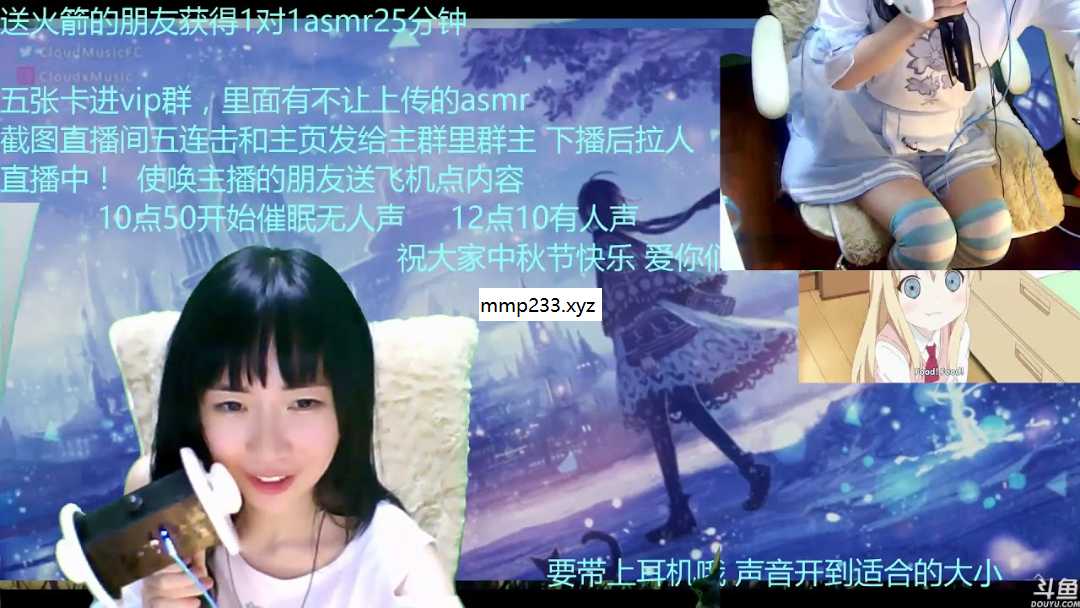 送火箭的朋友获得1对1asmr25分钟
CloudMusicFC
CloudxMusic
五张卡进vip群，里面有不让上传的asmr
截图直播间五连击和主页发给主群里群主 下播后拉人
直播中！ 使唤主播的朋友送飞机点内容
10点50开始催眠无人声 12点10有人声
祝大家中秋节快乐 爱你们
mmp233.xyz
Food! Food!
要带上耳机哦 声音开到适合的大小
斗鱼
DOUYU.COM